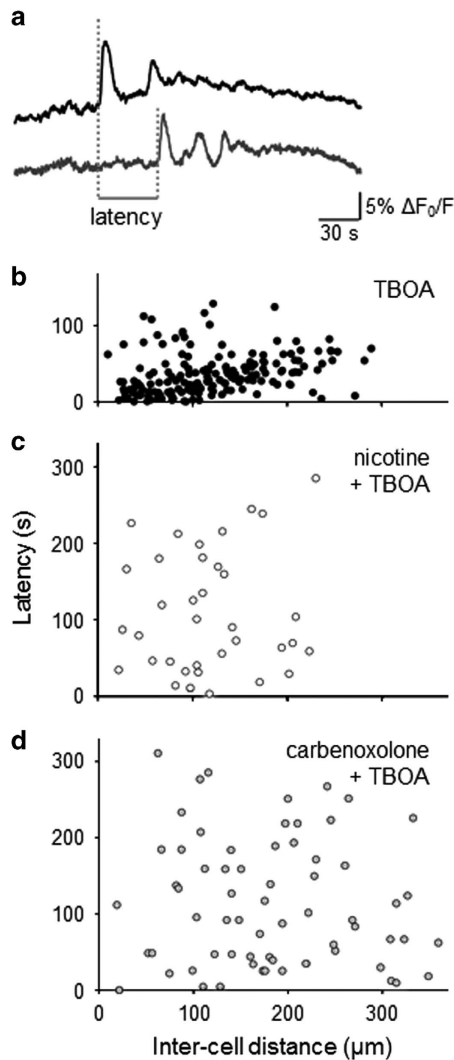 a
latency
5% ΔF₀/F
30 s
b
TBOA
100
0
c
nicotine
+ TBOA
300
200
100
0
Latency (s)
d
carbenoxolone
+ TBOA
300
200
100
0
0 100 200 300
Inter-cell distance (μm)